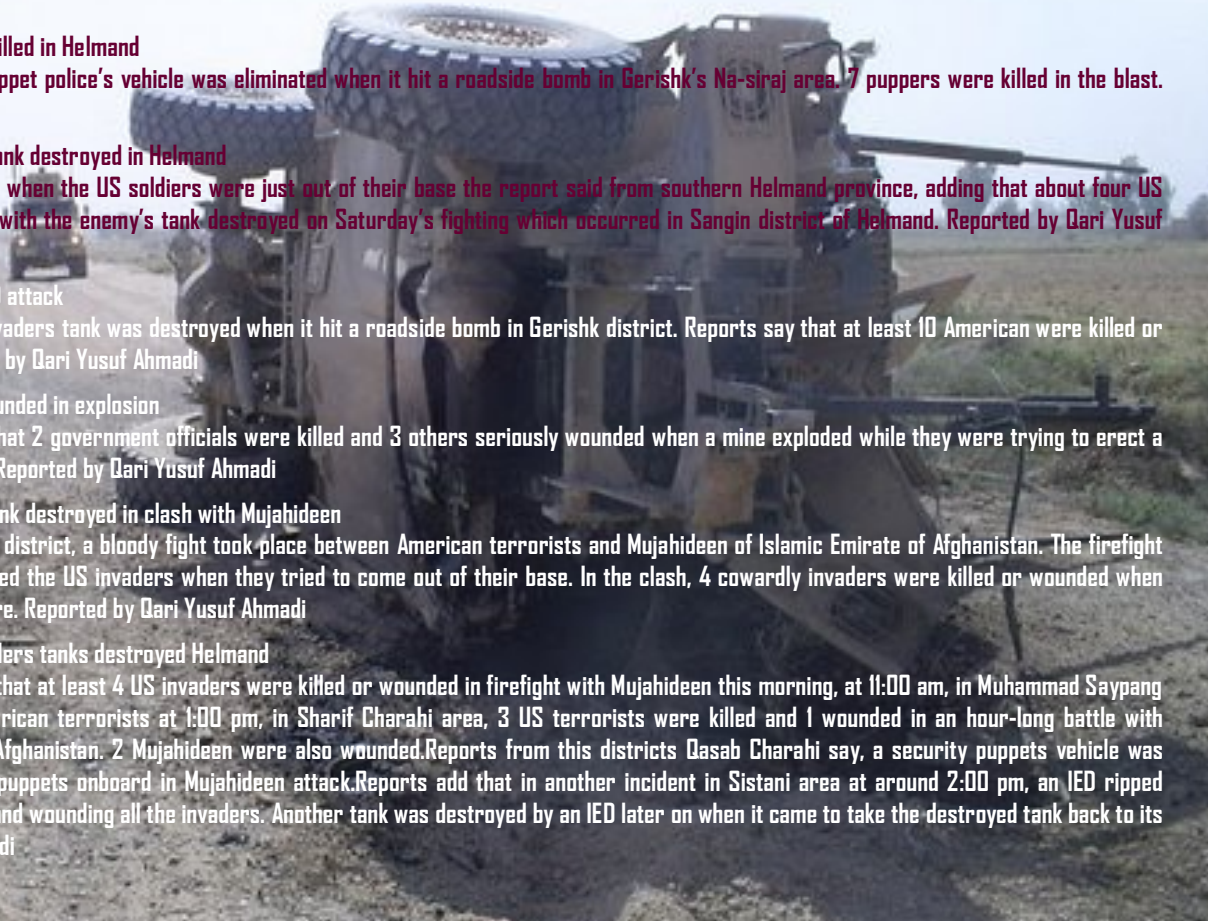 illed in Helmand
ppet police's vehicle was eliminated when it hit a roadside bomb in Gerishk's Na-siraj area. 7 puppers were killed in the blast.
ank destroyed in Helmand
when the US soldiers were just out of their base the report said from southern Helmand province, adding that about four US
with the enemy's tank destroyed on Saturday's fighting which occurred in Sangin district of Helmand. Reported by Qari Yusuf
attack
vaders tank was destroyed when it hit a roadside bomb in Gerishk district. Reports say that at least 10 American were killed or
by Qari Yusuf Ahmadi
unded in explosion
hat 2 government officials were killed and 3 others seriously wounded when a mine exploded while they were trying to erect a
Reported by Qari Yusuf Ahmadi
nk destroyed in clash with Mujahideen
district, a bloody fight took place between American terrorists and Mujahideen of Islamic Emirate of Afghanistan. The firefight
ed the US invaders when they tried to come out of their base. In the clash, 4 cowardly invaders were killed or wounded when
re. Reported by Qari Yusuf Ahmadi
ders tanks destroyed Helmand
that at least 4 US invaders were killed or wounded in firefight with Mujahideen this morning, at 11:00 am, in Muhammad Saypang
rican terrorists at 1:00 pm, in Sharif Charahi area, 3 US terrorists were killed and 1 wounded in an hour-long battle with
Afghanistan. 2 Mujahideen were also wounded.Reports from this districts Qasab Charahi say, a security puppets vehicle was
puppets onboard in Mujahideen attack.Reports add that in another incident in Sistani area at around 2:00 pm, an IED ripped
and wounding all the invaders. Another tank was destroyed by an IED later on when it came to take the destroyed tank back to its
di